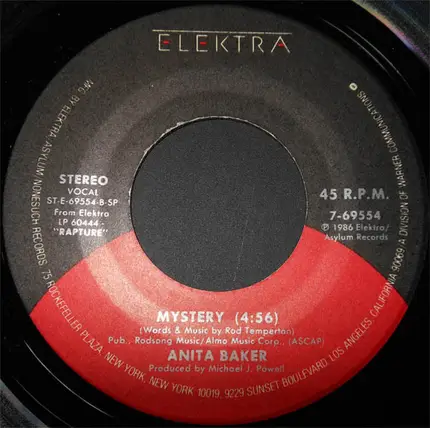 ELEKTRA
STEREO
VOCAL
ST-E-69554-B-SP
From Elektra
LP 60444 -
"RAPTURE"
45 R.P.M.
7-69554
Ⓟ 1986 Elektra/
Asylum Records
MYSTERY (4:56)
(Words & Music by Rod Temperton)
Pub., Rodsong Music/Almo Music Corp., (ASCAP)
ANITA BAKER
Produced by Michael J. Powell
MFG. BY ELEKTRA/ASYLUM/NONESUCH RECORDS, 75 ROCKEFELLER PLAZA, NEW YORK, NEW YORK 10019, 9229 SUNSET BOULEVARD, LOS ANGELES, CALIFORNIA 90069·A DIVISION OF WARNER COMMUNICATIONS